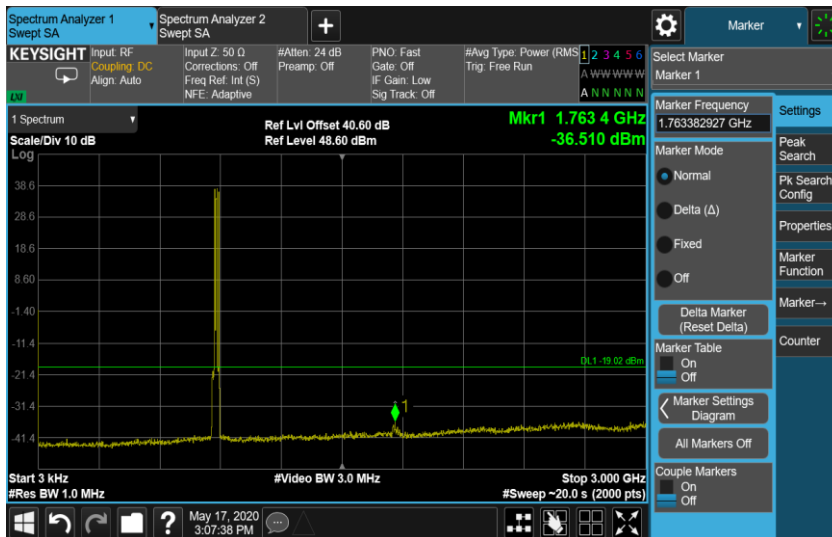 Spectrum Analyzer 1
Swept SA
Spectrum Analyzer 2
Swept SA
+
Marker
KEYSIGHT
LXI
Input: RF
Coupling: DC
Align: Auto
Input Z: 50 Ω
Corrections: Off
Freq Ref: Int (S)
NFE: Adaptive
#Atten: 24 dB
Preamp: Off
PNO: Fast
Gate: Off
IF Gain: Low
Sig Track: Off
#Avg Type: Power (RMS
Trig: Free Run
1 2 3 4 5 6
A W W W W W
A N N N N N
Select Marker
Marker 1
1 Spectrum
Scale/Div 10 dB
Log
Ref Lvl Offset 40.60 dB
Ref Level 48.60 dBm
Mkr1 1.763 4 GHz
-36.510 dBm
38.6
28.6
18.6
8.60
-1.40
-11.4
-21.4
-31.4
-41.4
DL1 -19.02 dBm
1
Start 3 kHz
#Res BW 1.0 MHz
#Video BW 3.0 MHz
Stop 3.000 GHz
#Sweep ~20.0 s (2000 pts)
Marker Frequency
1.763382927 GHz
Marker Mode
Normal
Delta (Δ)
Fixed
Off
Delta Marker
(Reset Delta)
Marker Table
On
Off
Marker Settings
Diagram
All Markers Off
Couple Markers
On
Off
Settings
Peak
Search
Pk Search
Config
Properties
Marker
Function
Marker→
Counter
?
May 17, 2020
3:07:38 PM